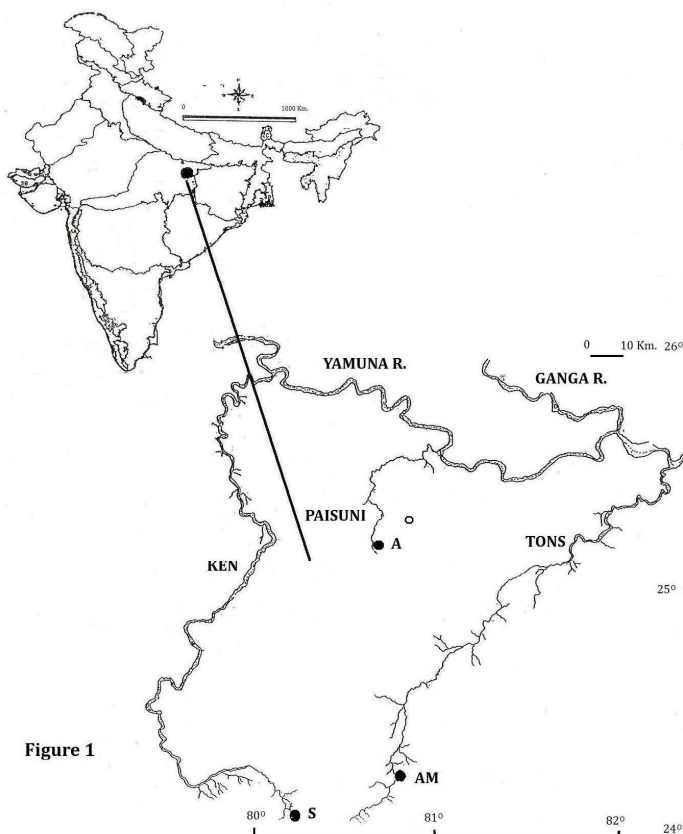 0 1000 Km.
0 10 Km. 26°
YAMUNA R.
GANGA R.
PAISUNI
A
KEN
TONS
25°
Figure 1
AM
S
80° 81° 82° 24°